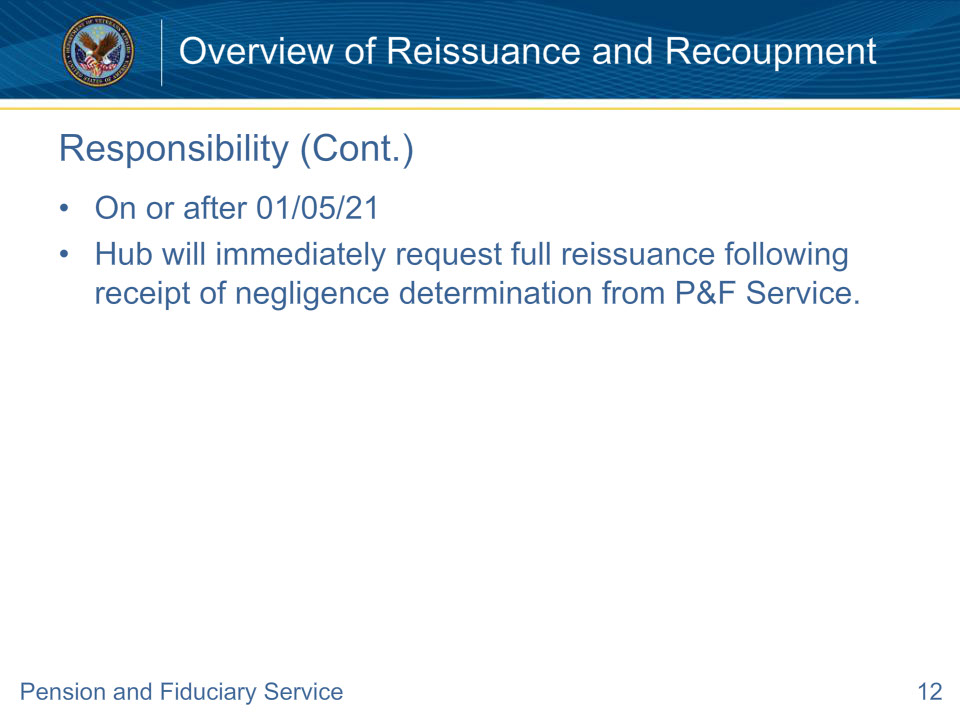 Overview of Reissuance and Recoupment
Responsibility (Cont.)
• On or after 01/05/21
• Hub will immediately request full reissuance following
receipt of negligence determination from P&F Service.
Pension and Fiduciary Service
12